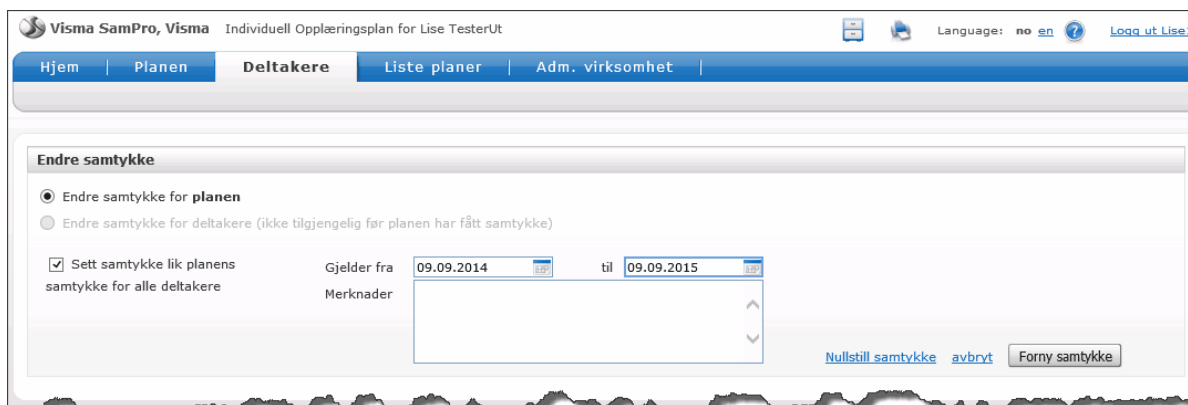 Visma SamPro, Visma Individuell Opplæringsplan for Lise TesterUt Language: no en ? Logg ut Lise
Hjem Planen Deltakere Liste planer Adm. virksomhet
Endre samtykke
Endre samtykke for planen
Endre samtykke for deltakere (ikke tilgjengelig før planen har fått samtykke)
Sett samtykke lik planens Gjelder fra 09.09.2014 til 09.09.2015
samtykke for alle deltakere Merknader
Nullstill samtykke avbryt Forny samtykke